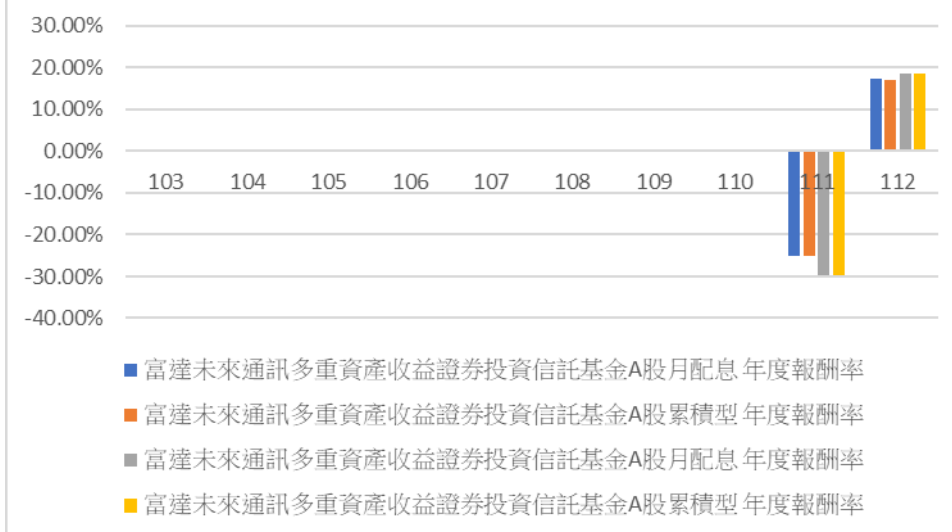 30.00%
20.00%
10.00%
0.00%
103 104 105 106 107 108 109 110 111 112
-10.00%
-20.00%
-30.00%
-40.00%
富達未來通訊多重資產收益證券投資信託基金A股月配息 年度報酬率
富達未來通訊多重資產收益證券投資信託基金A股累積型 年度報酬率
富達未來通訊多重資產收益證券投資信託基金A股月配息 年度報酬率
富達未來通訊多重資產收益證券投資信託基金A股累積型 年度報酬率